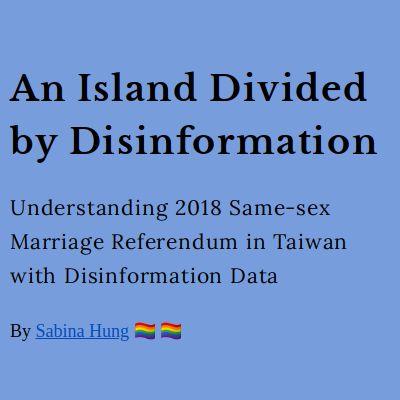 An Island Divided
by Disinformation
Understanding 2018 Same-sex
Marriage Referendum in Taiwan
with Disinformation Data
By Sabina Hung 🏳️‍🌈 🏳️‍🌈